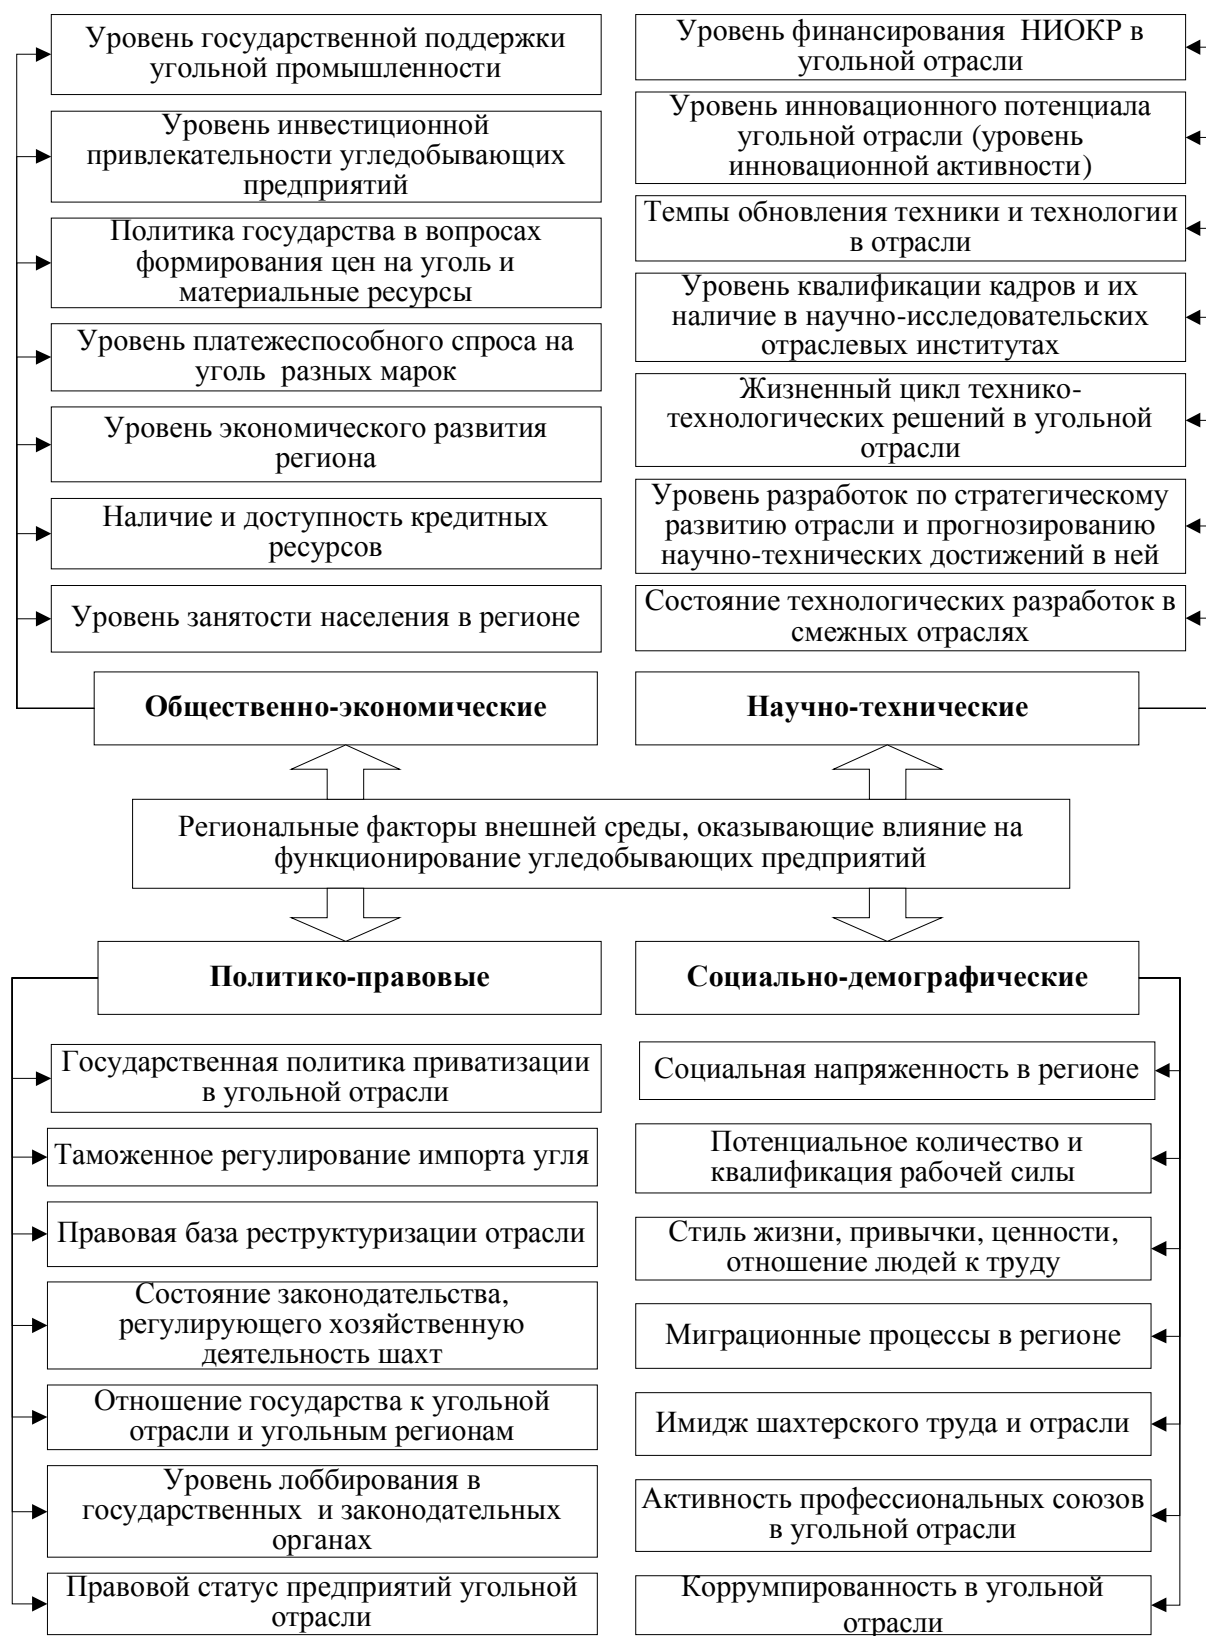 Уровень государственной поддержки
угольной промышленности
Уровень инвестиционной
привлекательности угледобывающих
предприятий
Политика государства в вопросах
формирования цен на уголь и
материальные ресурсы
Уровень платежеспособного спроса на
уголь разных марок
Уровень экономического развития
региона
Наличие и доступность кредитных
ресурсов
Уровень занятости населения в регионе
Общественно-экономические
Уровень финансирования НИОКР в
угольной отрасли
Уровень инновационного потенциала
угольной отрасли (уровень
инновационной активности)
Темпы обновления техники и технологии
в отрасли
Уровень квалификации кадров и их
наличие в научно-исследовательских
отраслевых институтах
Жизненный цикл технико-
технологических решений в угольной
отрасли
Уровень разработок по стратегическому
развитию отрасли и прогнозированию
научно-технических достижений в ней
Состояние технологических разработок в
смежных отраслях
Научно-технические
Региональные факторы внешней среды, оказывающие влияние на
функционирование угледобывающих предприятий
Политико-правовые
Государственная политика приватизации
в угольной отрасли
Таможенное регулирование импорта угля
Правовая база реструктуризации отрасли
Состояние законодательства,
регулирующего хозяйственную
деятельность шахт
Отношение государства к угольной
отрасли и угольным регионам
Уровень лоббирования в
государственных и законодательных
органах
Правовой статус предприятий угольной
отрасли
Социально-демографические
Социальная напряженность в регионе
Потенциальное количество и
квалификация рабочей силы
Стиль жизни, привычки, ценности,
отношение людей к труду
Миграционные процессы в регионе
Имидж шахтерского труда и отрасли
Активность профессиональных союзов
в угольной отрасли
Коррумпированность в угольной
отрасли